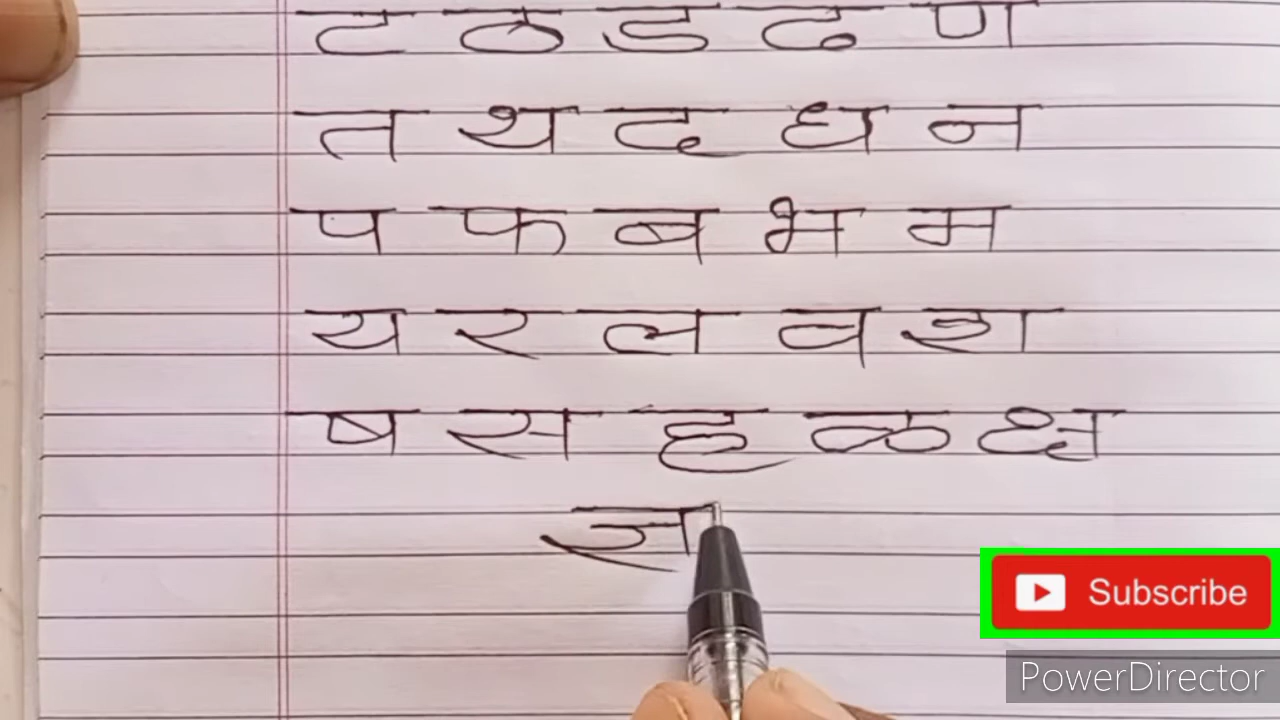 ट ठ ड ढ ण
त थ द ध न
प फ ब भ म
य र ल व श
ष स ह ळ क्ष
ज्ञ
Subscribe
PowerDirector